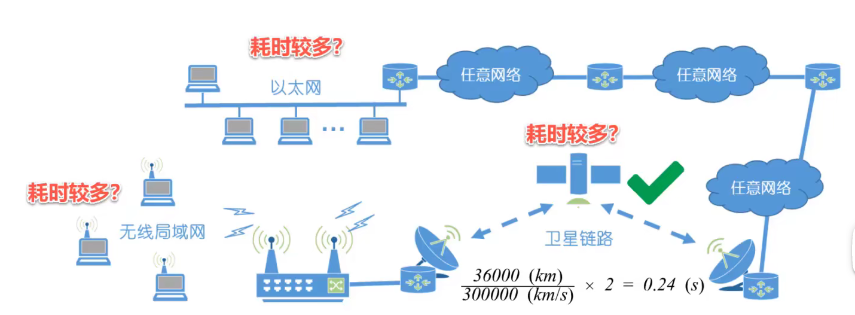 耗时较多?
以太网
任意网络
任意网络
...
耗时较多?
耗时较多?
任意网络
无线局域网
卫星链路
36000 (km)
300000 (km/s) × 2 = 0.24 (s)